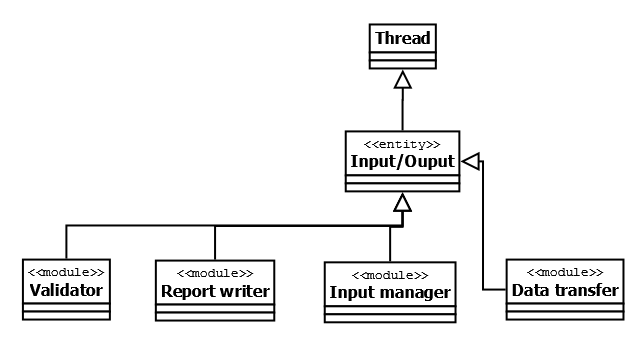 Thread
<<entity>>
Input/Ouput
<<module>>
Validator
<<module>>
Report writer
<<module>>
Input manager
<<module>>
Data transfer